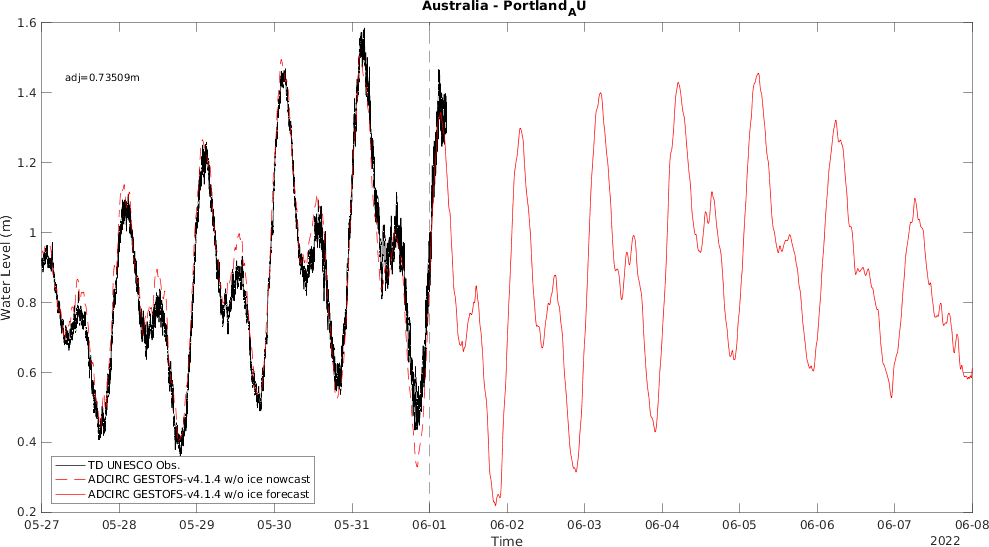 Australia - Portland_AU
adj=0.73509m
1.6
1.4
1.2
1
0.8
0.6
0.4
0.2
Water Level (m)
TD UNESCO Obs.
ADCIRC GESTOFS-v4.1.4 w/o ice nowcast
ADCIRC GESTOFS-v4.1.4 w/o ice forecast
05-27 05-28 05-29 05-30 05-31 06-01 06-02 06-03 06-04 06-05 06-06 06-07 06-08
Time
2022